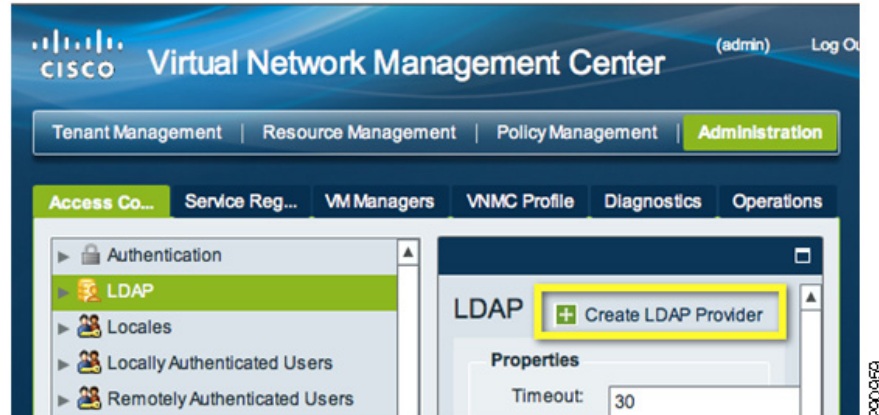 CISCO Virtual Network Management Center (admin) Log Ou
Tenant Management | Resource Management | Policy Management | Administration
Access Co... Service Reg... VM Managers VNMC Profile Diagnostics Operations
Authentication
LDAP
Locales
Locally Authenticated Users
Remotely Authenticated Users
LDAP Create LDAP Provider
Properties
Timeout: 30
290969